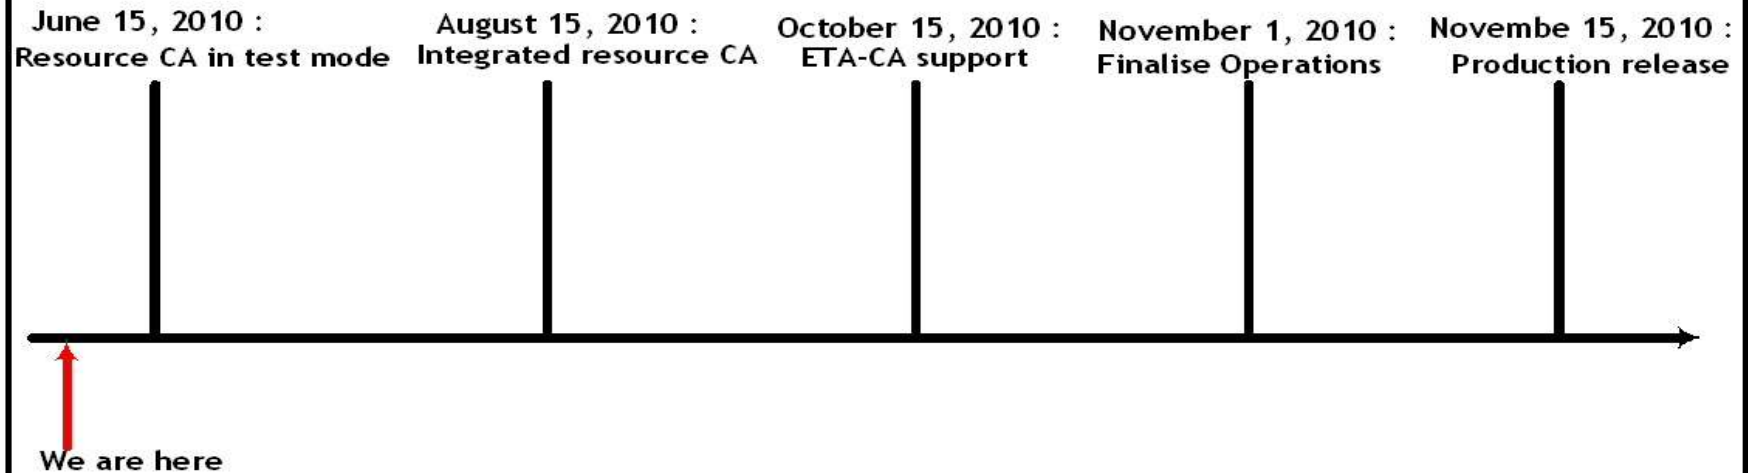 June 15, 2010 :
Resource CA in test mode
August 15, 2010 :
Integrated resource CA
October 15, 2010 :
ETA-CA support
November 1, 2010 :
Finalise Operations
Novembe 15, 2010 :
Production release
We are here